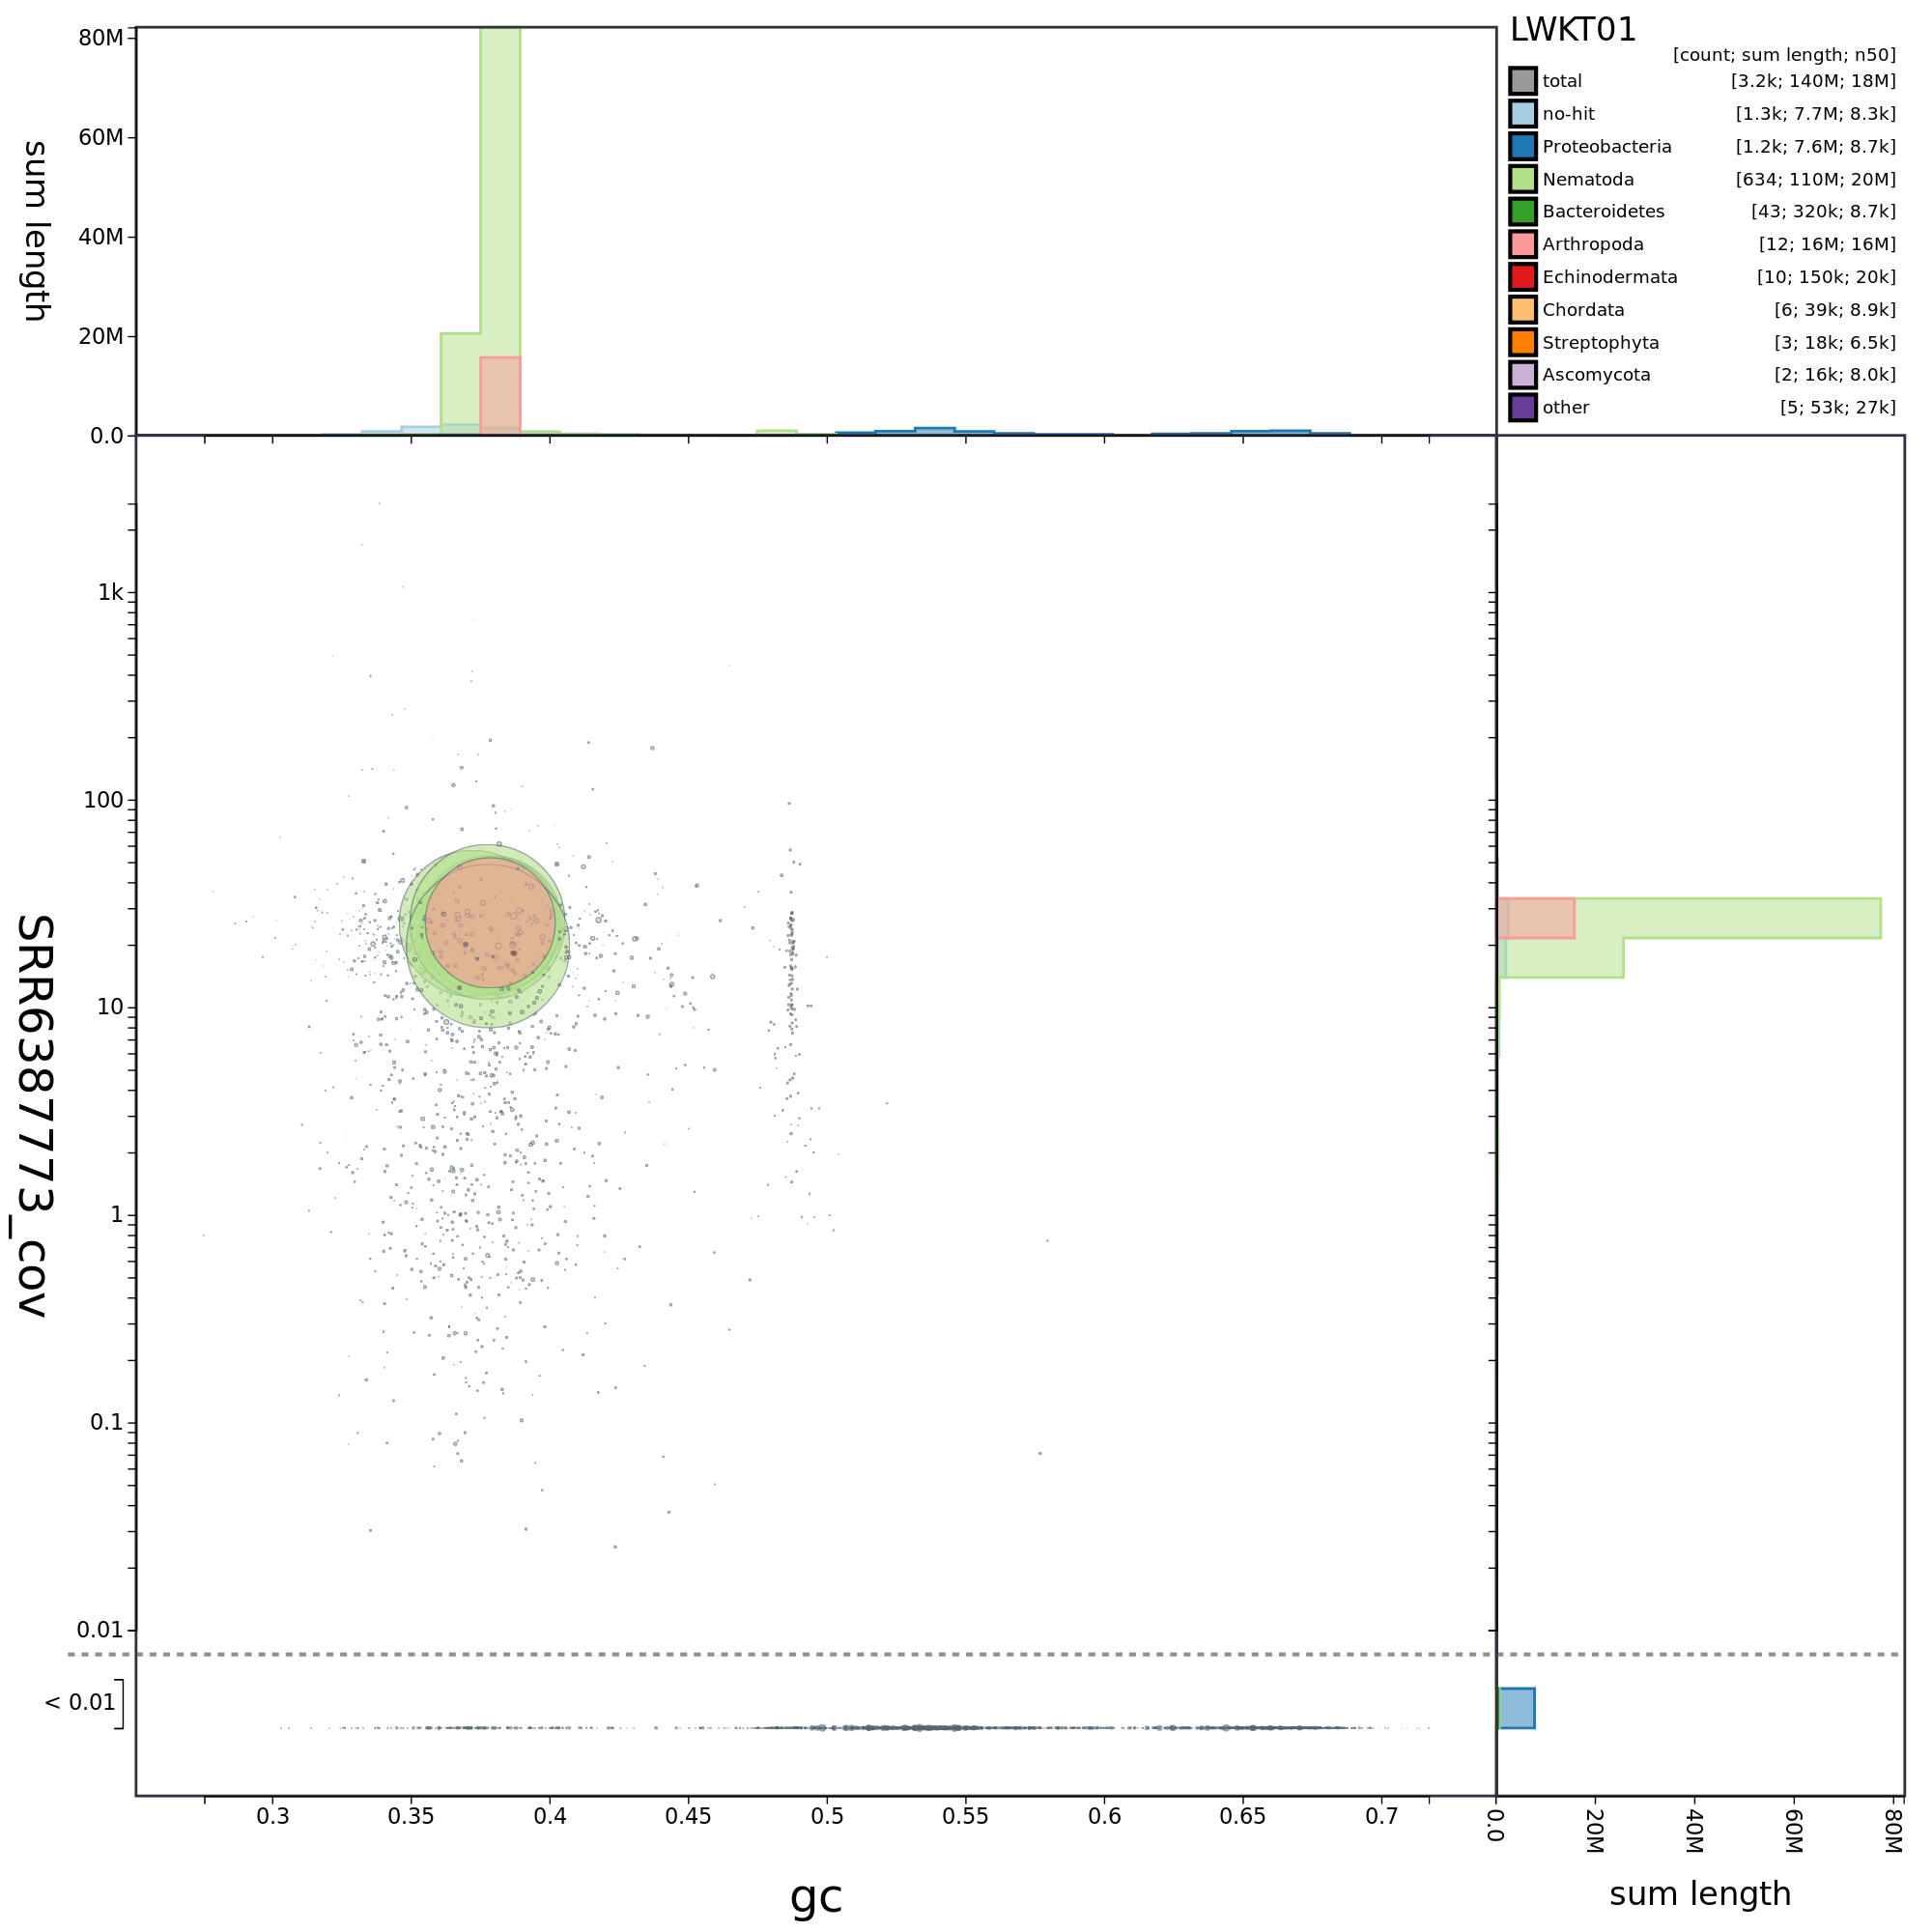 LWKT01
[count; sum length; n50]
total [3.2k; 140M; 18M]
no-hit [1.3k; 7.7M; 8.3k]
Proteobacteria [1.2k; 7.6M; 8.7k]
Nematoda [634; 110M; 20M]
Bacteroidetes [43; 320k; 8.7k]
Arthropoda [12; 16M; 16M]
Echinodermata [10; 150k; 20k]
Chordata [6; 39k; 8.9k]
Streptophyta [3; 18k; 6.5k]
Ascomycota [2; 16k; 8.0k]
other [5; 53k; 27k]
sum length
80M
60M
40M
20M
0.0
SRR6387773_cov
1k
100
10
1
0.1
0.01
< 0.01
0.3 0.35 0.4 0.45 0.5 0.55 0.6 0.65 0.7
gc
0.0 20M 40M 60M 80M
sum length